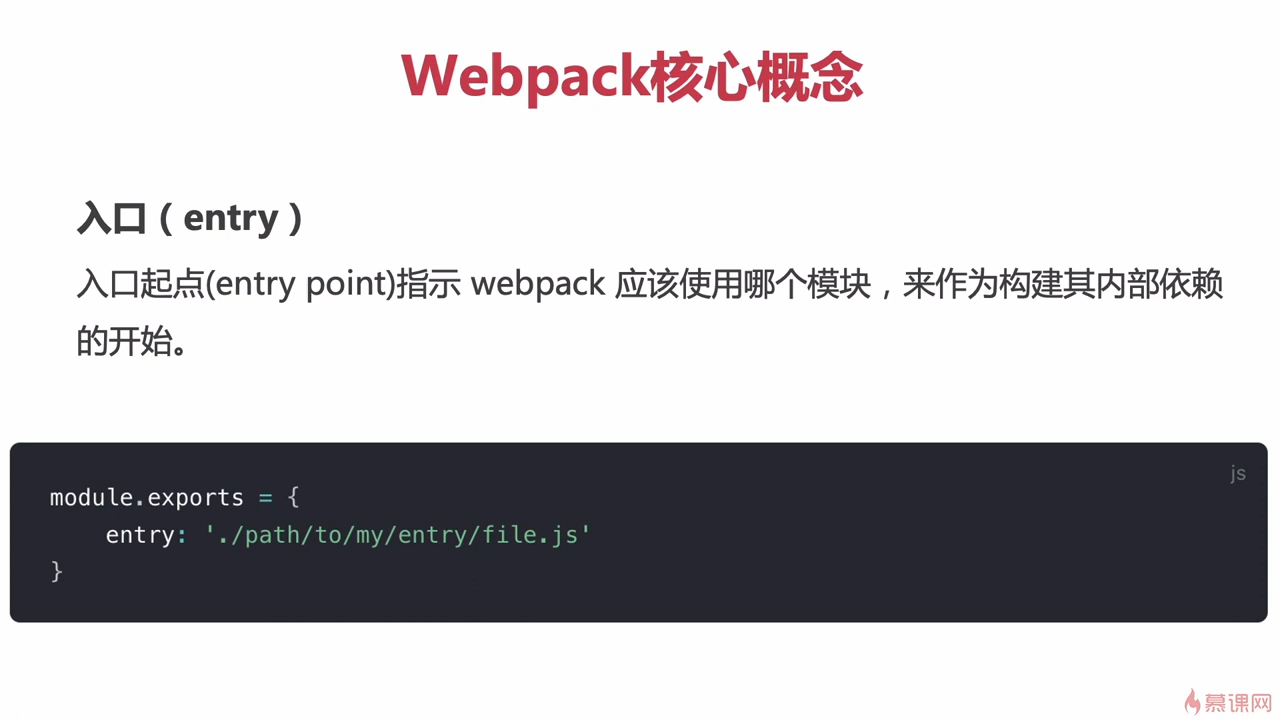 Webpack核心概念
入口（entry）
入口起点(entry point)指示 webpack 应该使用哪个模块，来作为构建其内部依赖
的开始。
js
module.exports = {
    entry: './path/to/my/entry/file.js'
}
慕课网